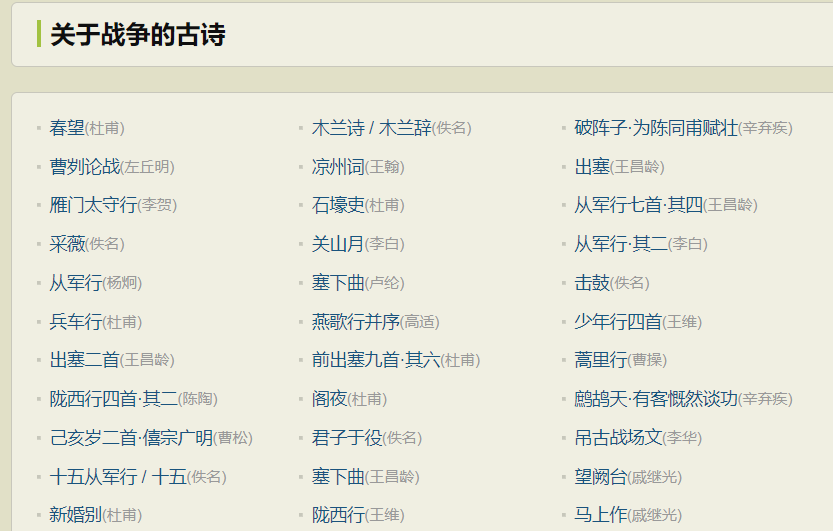 关于战争的古诗
春望(杜甫) 木兰诗 / 木兰辞(佚名) 破阵子·为陈同甫赋壮(辛弃疾)
曹刿论战(左丘明) 凉州词(王翰) 出塞(王昌龄)
雁门太守行(李贺) 石壕吏(杜甫) 从军行七首·其四(王昌龄)
采薇(佚名) 关山月(李白) 从军行·其二(李白)
从军行(杨炯) 塞下曲(卢纶) 击鼓(佚名)
兵车行(杜甫) 燕歌行并序(高适) 少年行四首(王维)
出塞二首(王昌龄) 前出塞九首·其六(杜甫) 蒿里行(曹操)
陇西行四首·其二(陈陶) 阁夜(杜甫) 鹧鸪天·有客慨然谈功(辛弃疾)
己亥岁二首·僖宗广明(曹松) 君子于役(佚名) 吊古战场文(李华)
十五从军行 / 十五(佚名) 塞下曲(王昌龄) 望阙台(戚继光)
新婚别(杜甫) 陇西行(王维) 马上作(戚继光)